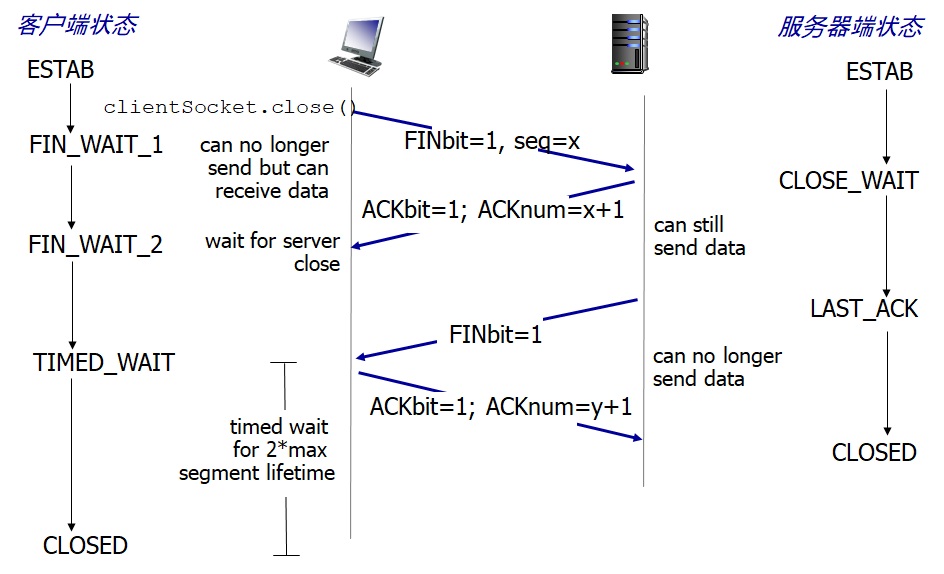 客户端状态
服务器端状态
ESTAB
ESTAB
clientSocket.close()
FINbit=1, seq=x
FIN_WAIT_1
can no longer
send but can
receive data
CLOSE_WAIT
ACKbit=1; ACKnum=x+1
can still
send data
FIN_WAIT_2
wait for server
close
LAST_ACK
FINbit=1
TIMED_WAIT
can no longer
send data
ACKbit=1; ACKnum=y+1
timed wait
for 2*max
segment lifetime
CLOSED
CLOSED